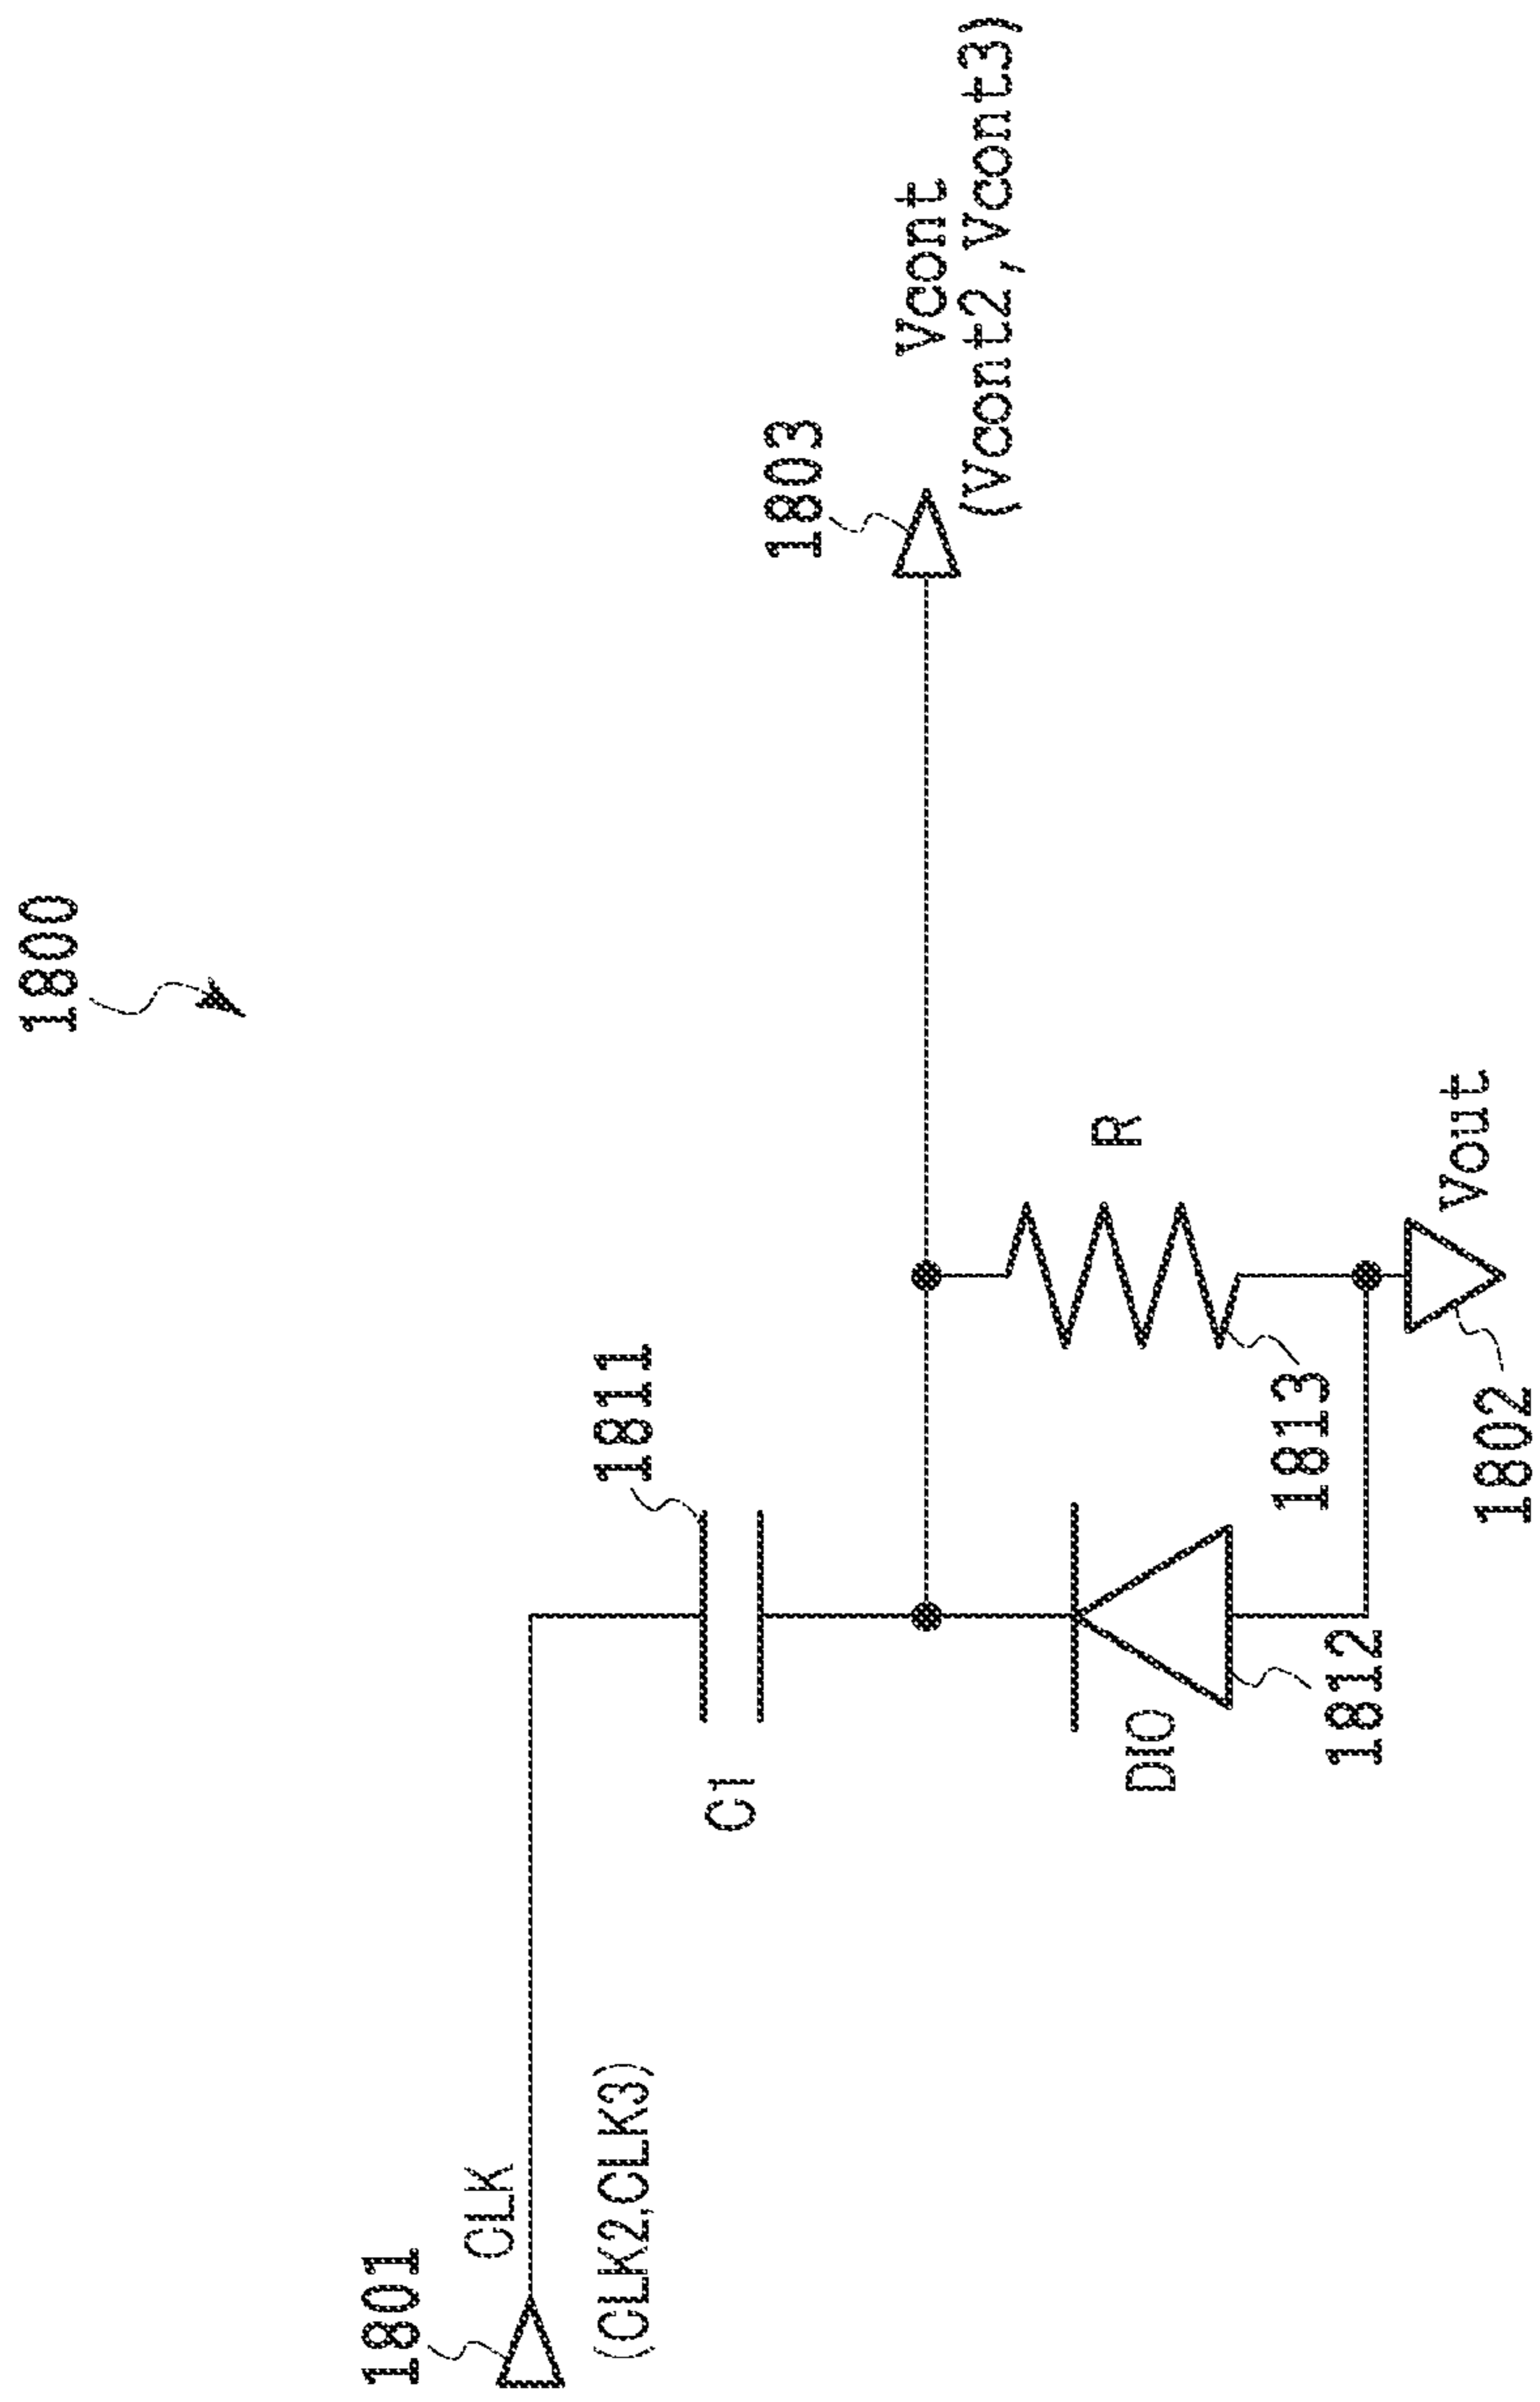 1800
1801
CLK
(CLK2,CLK3)
C1
1811
1803
Vcont
(Vcont2,Vcont3)
DIO
1812
R
1813
1802
Vout